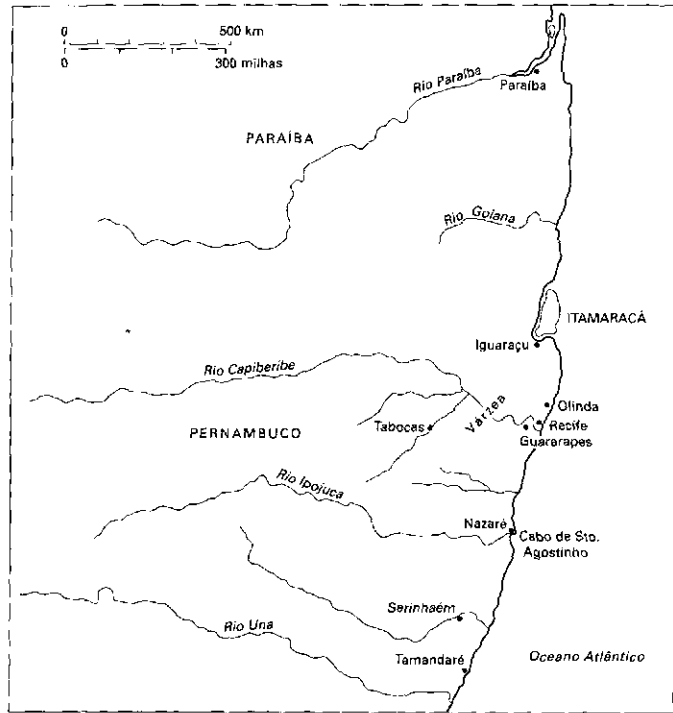 0 500 km
0 300 milhas
Rio Paraíba
Paraíba
PARAÍBA
Rio Goiana
ITAMARACÁ
Iguaraçu
Rio Capiberibe
Olinda
Várzea
Recife
Tabocas
Guararapes
PERNAMBUCO
Rio Ipojuca
Nazaré
Cabo de Sto.
Agostinho
Serinhaém
Rio Una
Tamandaré
Oceano Atlântico